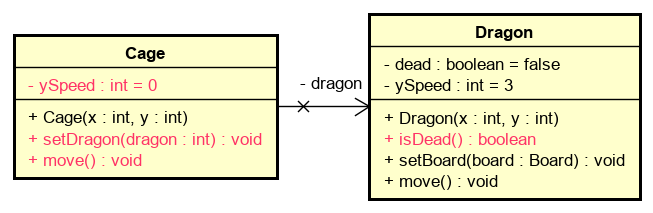 Cage
- ySpeed : int = 0
+ Cage(x : int, y : int)
+ setDragon(dragon : int) : void
+ move() : void
- dragon
Dragon
- dead : boolean = false
- ySpeed : int = 3
+ Dragon(x : int, y : int)
+ isDead() : boolean
+ setBoard(board : Board) : void
+ move() : void